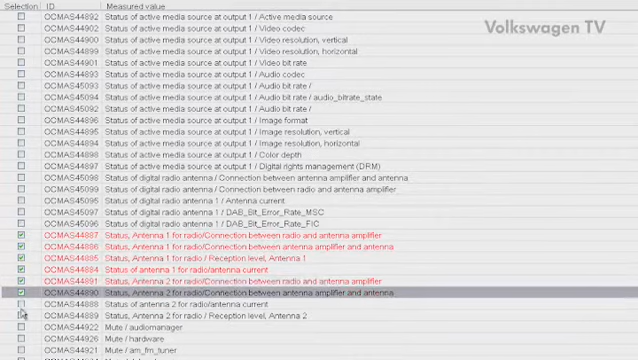 Selection ID. Measured value
OCMAS44892 Status of active media source at output 1 / Active media source
OCMAS44899 Status of active media source at output 1 / Video codec
OCMAS44900 Status of active media source at output 1 / Video resolution, vertical
OCMAS44899 Status of active media source at output 1 / Video resolution, horizontal
OCMAS44901 Status of active media source at output 1 / Video bit rate
OCMAS44893 Status of active media source at output 1 / Audio codec
OCMAS45093 Status of active media source at output 1 / Audio bit rate /
OCMAS45094 Status of active media source at output 1 / audio_bitrate_state
OCMAS45092 Status of active media source at output 1 / Audio bit rate /
OCMAS44896 Status of active media source at output 1 / Image format
OCMAS44895 Status of active media source at output 1 / Image resolution, vertical
OCMAS44894 Status of active media source at output 1 / Image resolution, horizontal
OCMAS44898 Status of active media source at output 1 / Color depth
OCMAS44897 Status of active media source at output 1 / Digital rights management (DRM)
OCMAS45098 Status of digital radio antenna / Connection between antenna amplifier and antenna
OCMAS45099 Status of digital radio antenna / Connection between radio and antenna amplifier
OCMAS45095 Status of digital radio antenna 1 / Antenna current
OCMAS45097 Status of digital radio antenna 1 / DAB_Bit_Error_Rate_MSC
OCMAS45096 Status of digital radio antenna 1 / DAB_Bit_Error_Rate_FIC
OCMAS44887 Status, Antenna 1 for radio/Connection between radio and antenna amplifier
OCMAS44886 Status, Antenna 1 for radio/Connection between antenna amplifier and antenna
OCMAS44885 Status, Antenna 1 for radio / Reception level, Antenna 1
OCMAS44884 Status of antenna 1 for radio/antenna current
OCMAS44891 Status, Antenna 2 for radio/Connection between radio and antenna amplifier
OCMAS44890 Status, Antenna 2 for radio/Connection between antenna amplifier and antenna
OCMAS44888 Status of antenna 2 for radio/antenna current
OCMAS44889 Status, Antenna 2 for radio / Reception level, Antenna 2
OCMAS44922 Mute / audiomanager
OCMAS44926 Mute / hardware
OCMAS44921 Mute / am_fm_tuner
Volkswagen TV